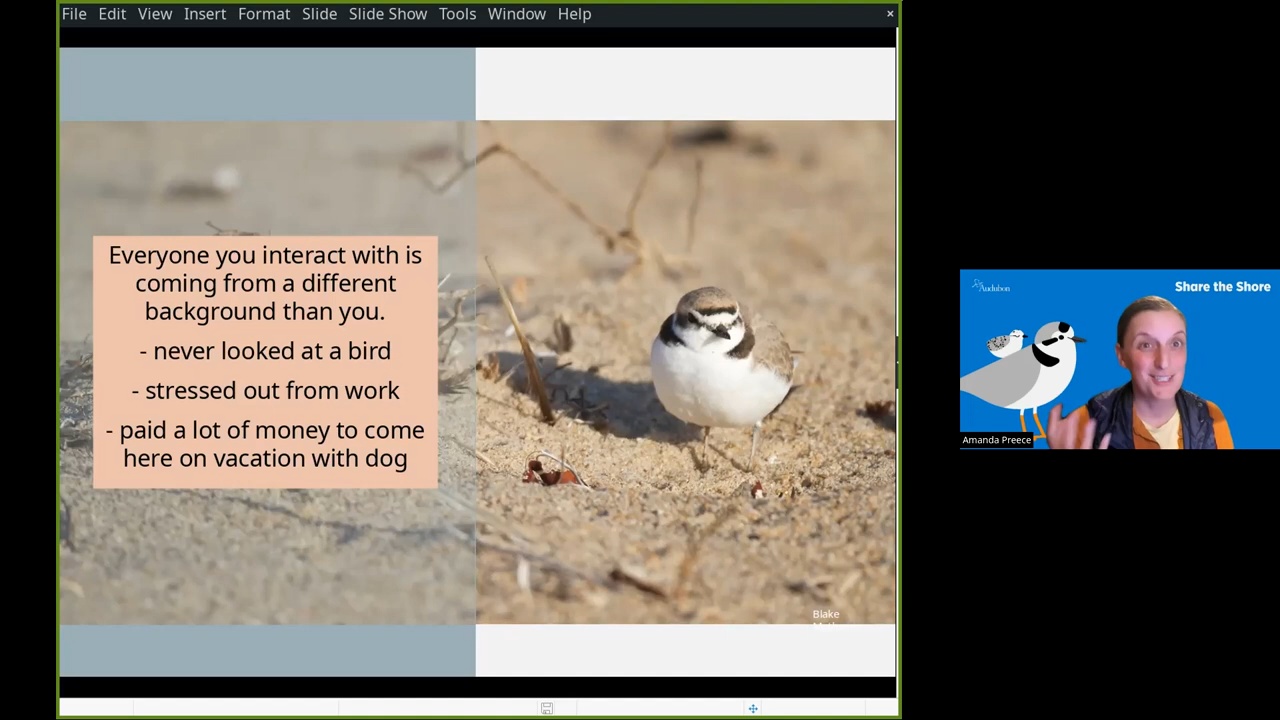 File Edit View Insert Format Slide Slide Show Tools Window Help ×
Everyone you interact with is
coming from a different
background than you.
- never looked at a bird
- stressed out from work
- paid a lot of money to come
here on vacation with dog
Blake
Audubon
Share the Shore
Amanda Preece